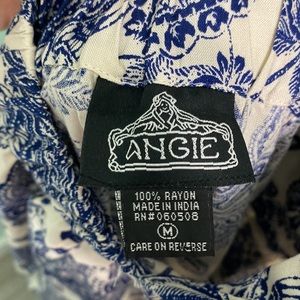 ANGIE
100% RAYON
MADE IN INDIA
RN#060508
M
CARE ON REVERSE